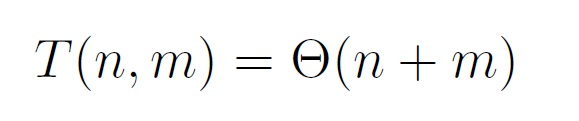 T(n, m) = Θ(n + m)